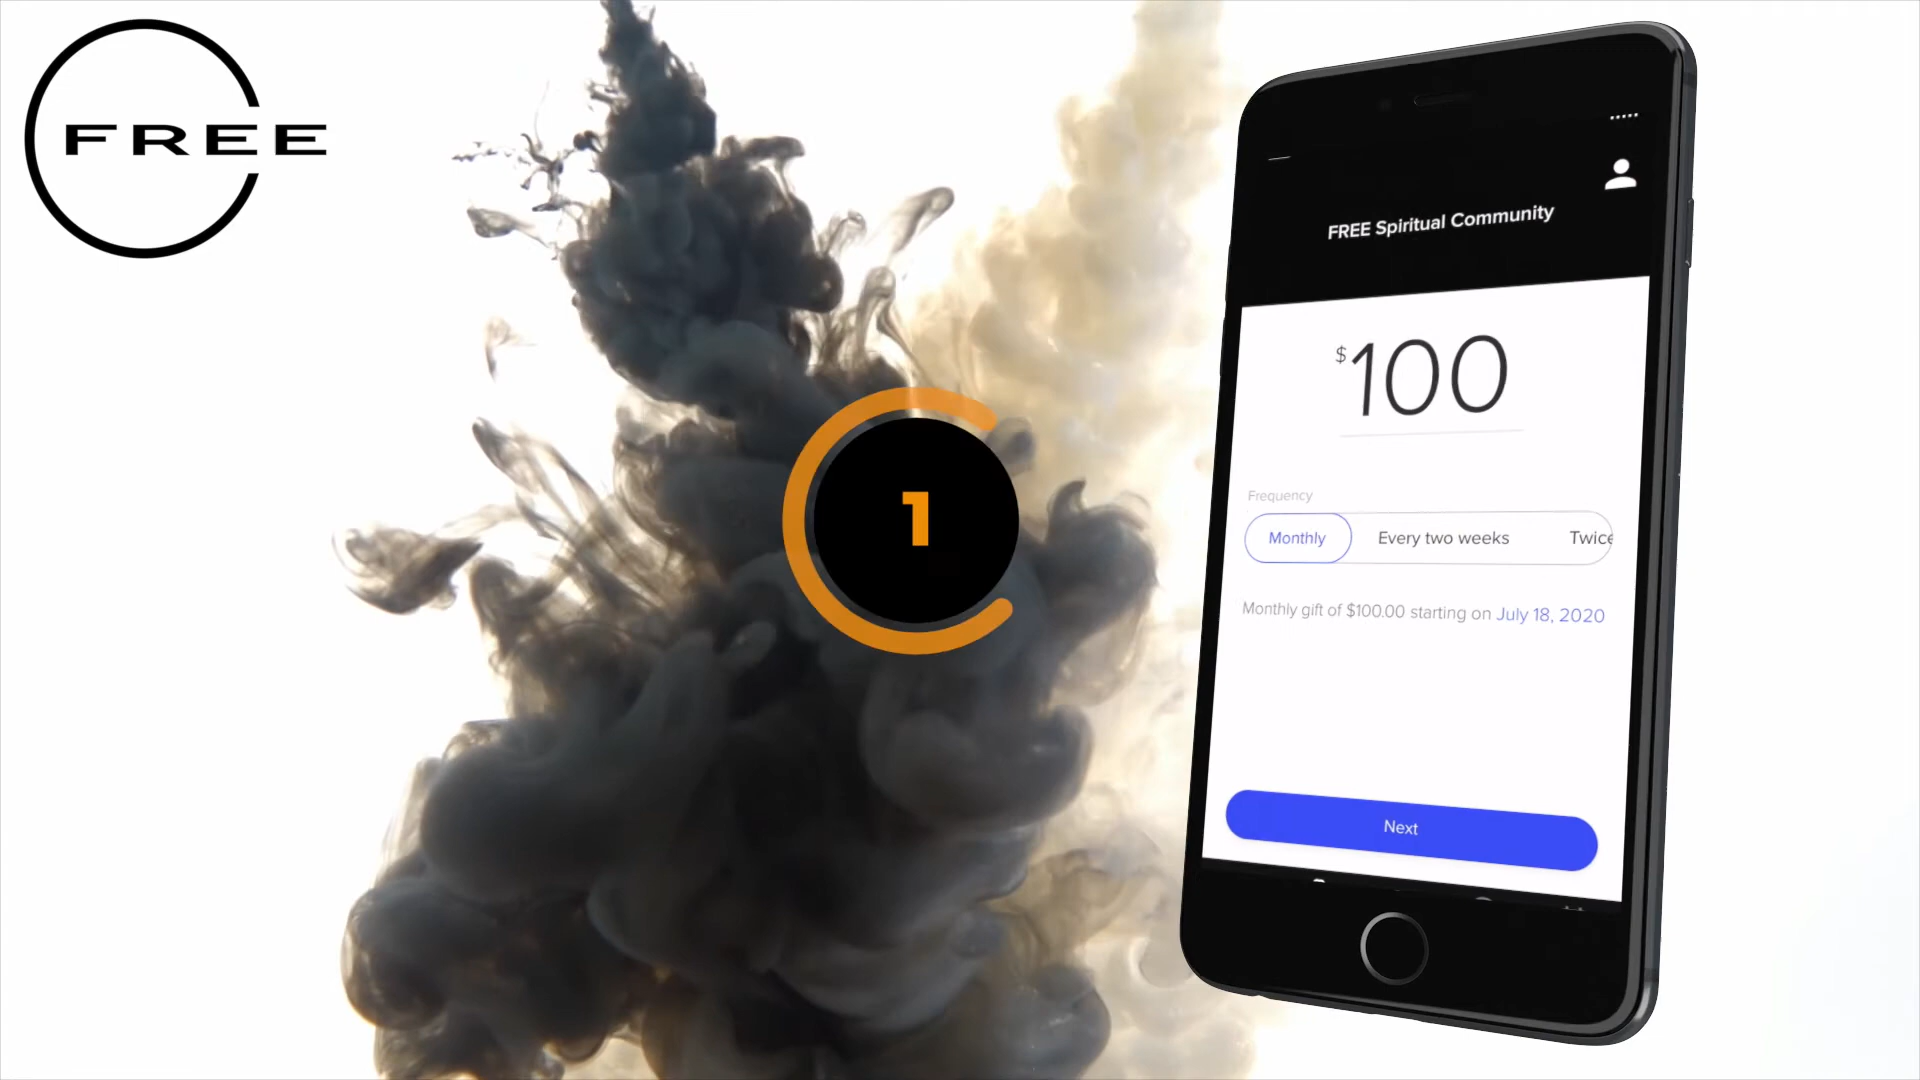 FREE
1
FREE Spiritual Community
$100
Frequency
Monthly Every two weeks Twice
Monthly gift of $100.00 starting on July 18, 2020
Next